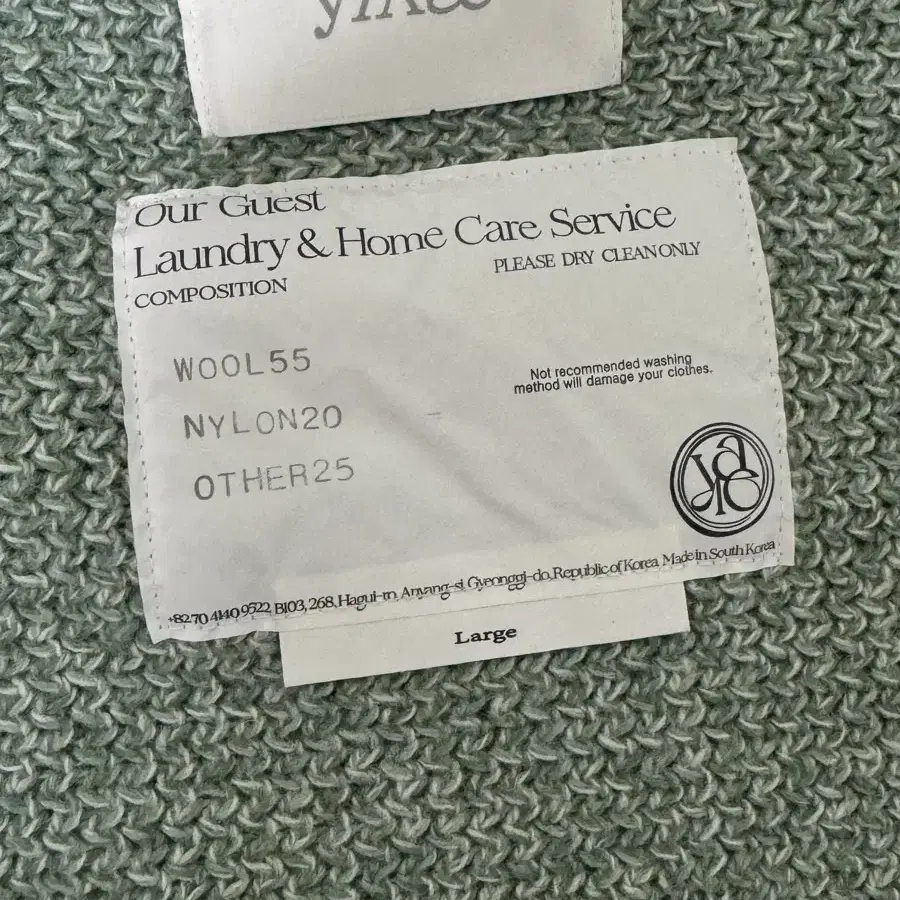 Our Guest
Laundry & Home Care Service
PLEASE DRY CLEAN ONLY
COMPOSITION
WOOL55
NYLON20
OTHER25
Not recommended washing
method will damage your clothes.
+82 70 4140 9522, B103, 268, Hagui-ro, Anyang-si, Gyeonggi-do, Republic of Korea Made in South Korea
Large